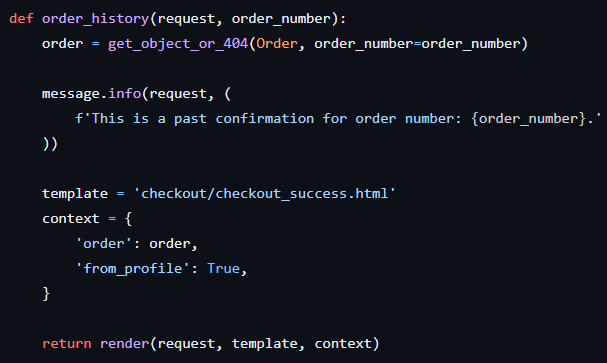 def order_history(request, order_number):
    order = get_object_or_404(Order, order_number=order_number)

    message.info(request, (
        f'This is a past confirmation for order number: {order_number}.'
    ))

    template = 'checkout/checkout_success.html'
    context = {
        'order': order,
        'from_profile': True,
    }

    return render(request, template, context)